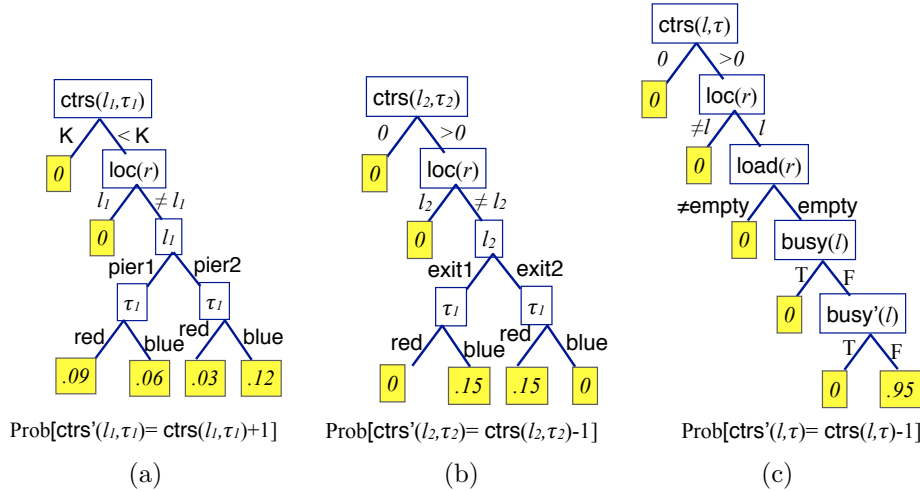 ctrs(l₁,τ₁)
K
< K
0
loc(r)
l₁
≠ l₁
0
l₁
pier1
pier2
τ₁
τ₁
red
blue
red
blue
.09
.06
.03
.12
Prob[ctrs'(l₁,τ₁)= ctrs(l₁,τ₁)+1]
(a)
ctrs(l₂,τ₂)
0
>0
0
loc(r)
l₂
≠ l₂
0
l₂
exit1
exit2
τ₁
τ₁
red
blue
red
blue
0
.15
.15
0
Prob[ctrs'(l₂,τ₂)= ctrs(l₂,τ₂)-1]
(b)
ctrs(l,τ)
0
>0
0
loc(r)
≠l
l
0
load(r)
≠empty
empty
0
busy(l)
T
F
0
busy'(l)
T
F
0
.95
Prob[ctrs'(l,τ)= ctrs(l,τ)-1]
(c)